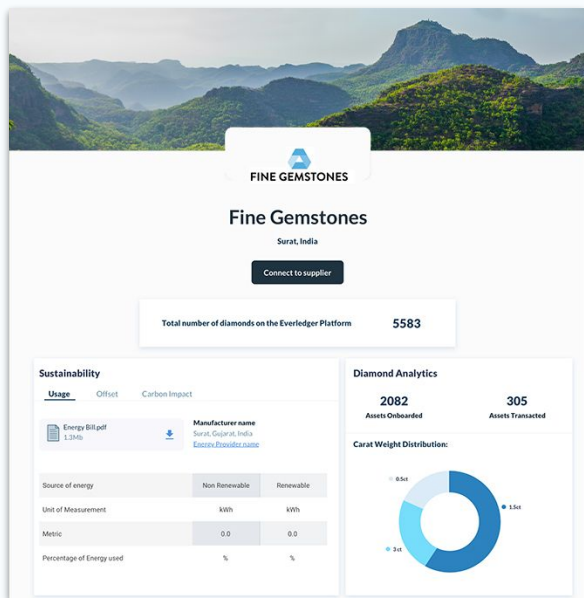 FINE GEMSTONES
Fine Gemstones
Surat, India
Connect to supplier
Total number of diamonds on the Everledger Platform 5583
Sustainability
Usage Offset Carbon Impact
Energy Bill.pdf
1.3Mb
Manufacturer name
Surat, Gujarat, India
Energy Provider name
Source of energy Non Renewable Renewable
Unit of Measurement kWh kWh
Metric 0.0 0.0
Percentage of Energy used % %
Diamond Analytics
2082 305
Assets Onboarded Assets Transacted
Carat Weight Distribution:
0.5ct
1.5ct
3 ct